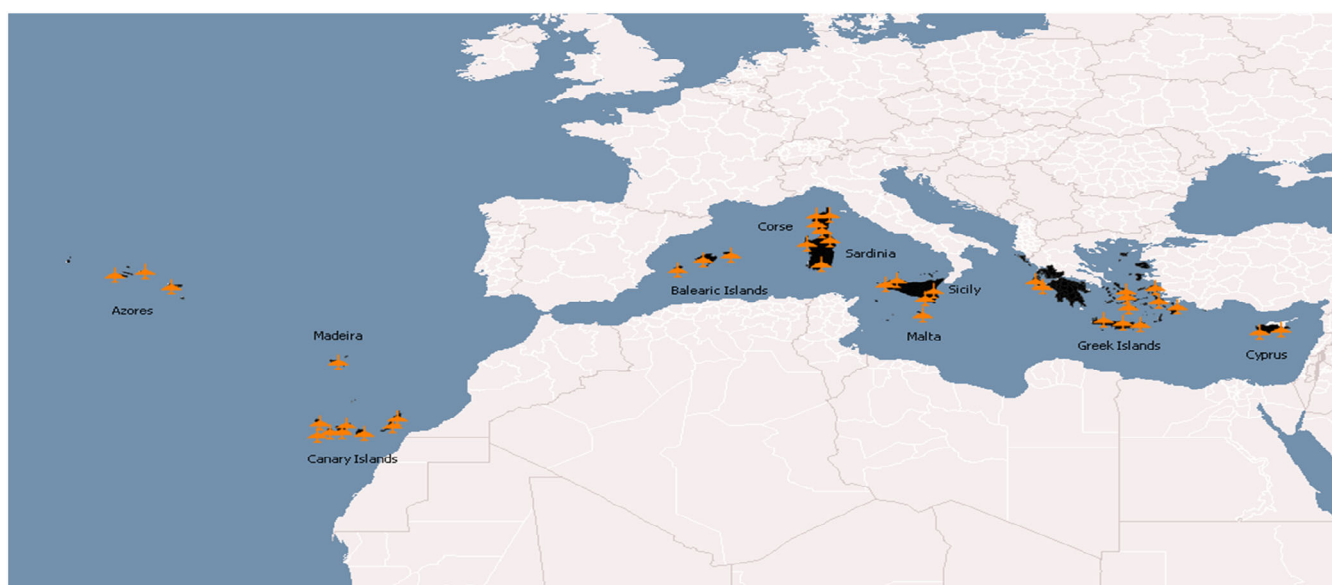 Corse
Sardinia
Balearic Islands
Sicily
Azores
Madeira
Malta
Greek Islands
Cyprus
Canary Islands